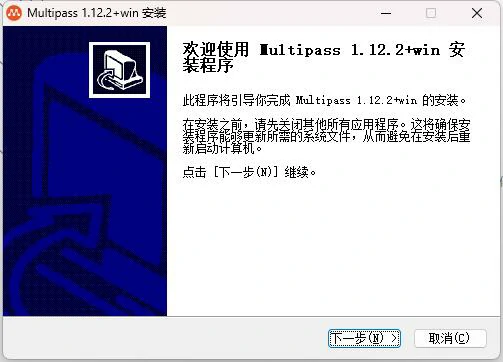 Multipass 1.12.2+win 安装
欢迎使用 Multipass 1.12.2+win 安
装程序
此程序将引导你完成 Multipass 1.12.2+win 的安装。
在安装之前，请先关闭其他所有应用程序。这将确保安
装程序能够更新所需的系统文件，从而避免在安装后重
新启动计算机。
点击 [下一步(N)] 继续。
下一步(N) >
取消(C)